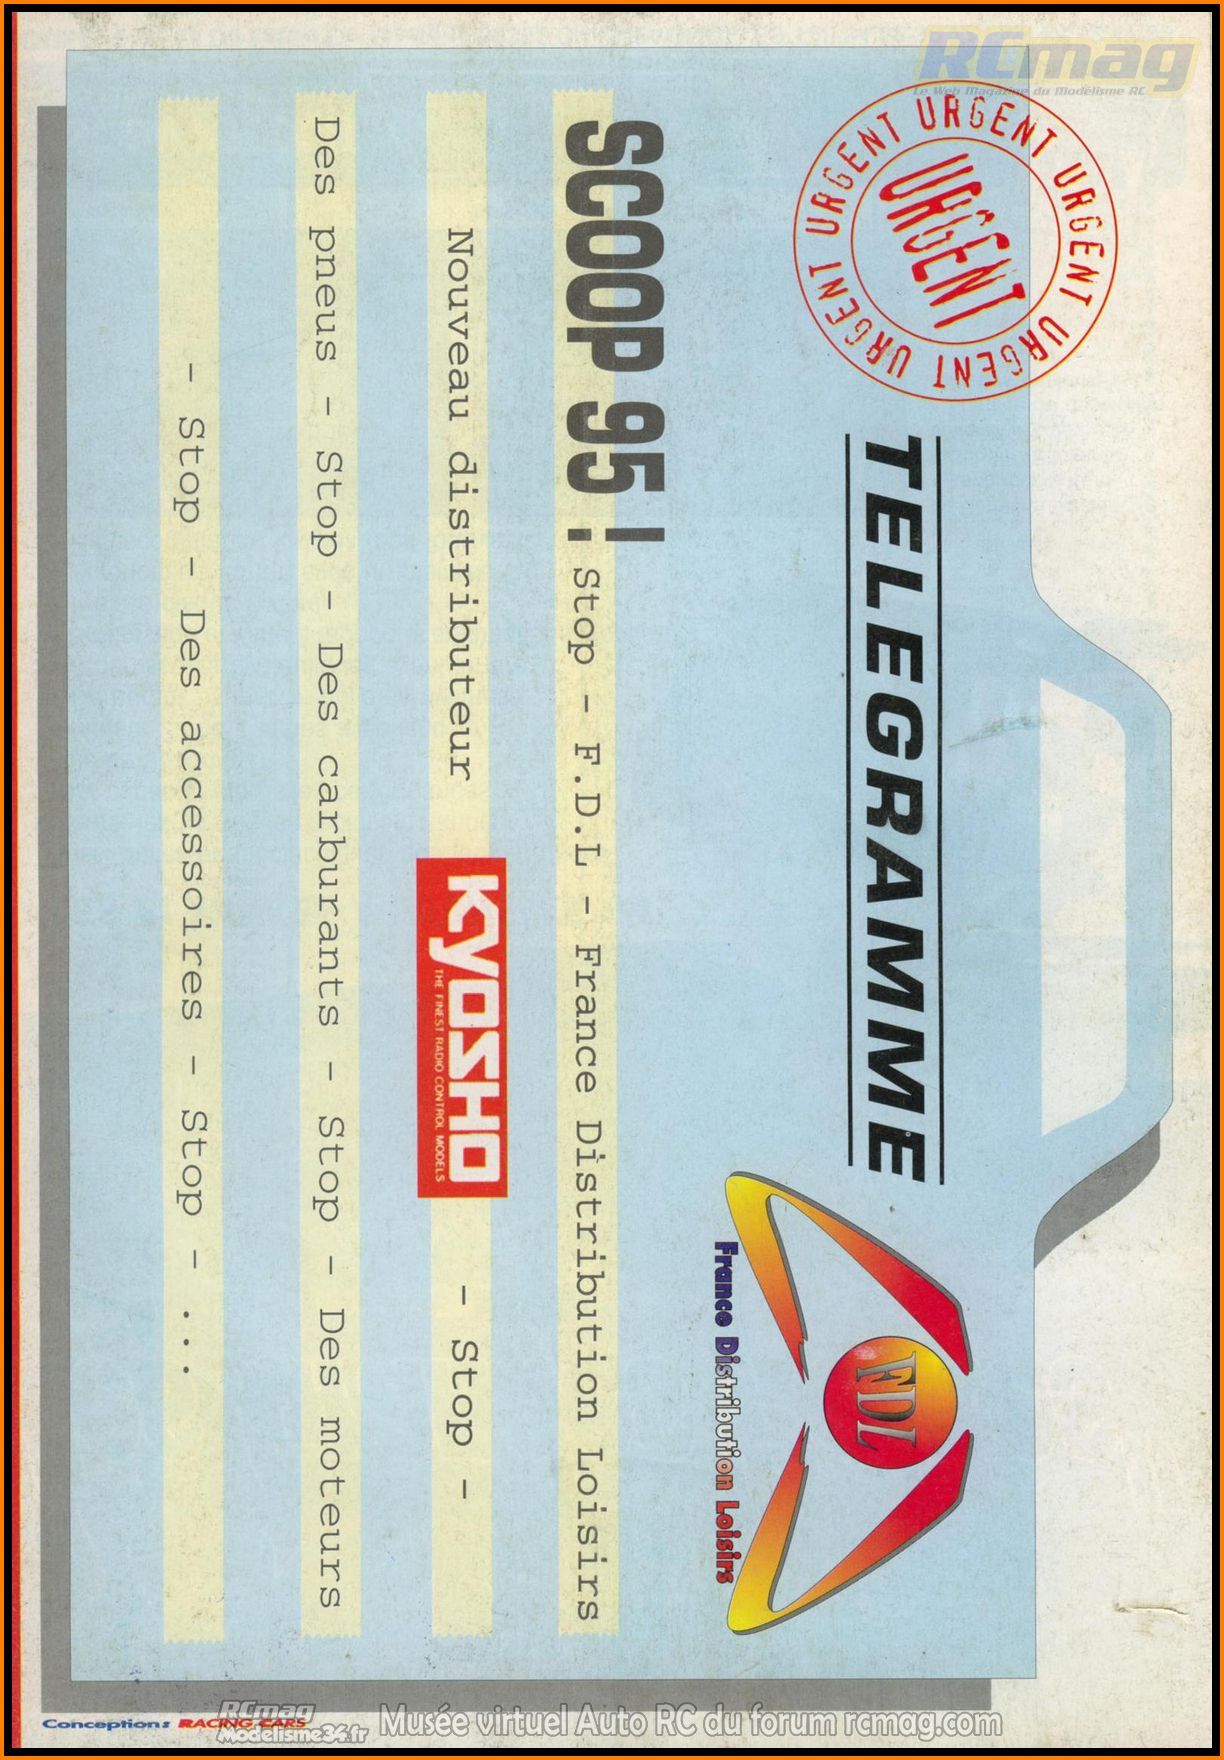 RCmag
Le Web Magazine du Modélisme RC
URGENT URGENT URGENT URGENT URGENT URGENT
URGENT
TELEGRAMME
FDL
France Distribution Loisirs
SCOOP 95 ! Stop - F.D.L - France Distribution Loisirs
Nouveau distributeur KYOSHO - Stop -
THE FINEST RADIO CONTROL MODELS
Des pneus - Stop - Des carburants - Stop - Des moteurs
- Stop - Des accessoires - Stop - ...
Conception: RACING CARS
RCmag
Modelisme34.fr
Musée virtuel Auto RC du forum rcmag.com